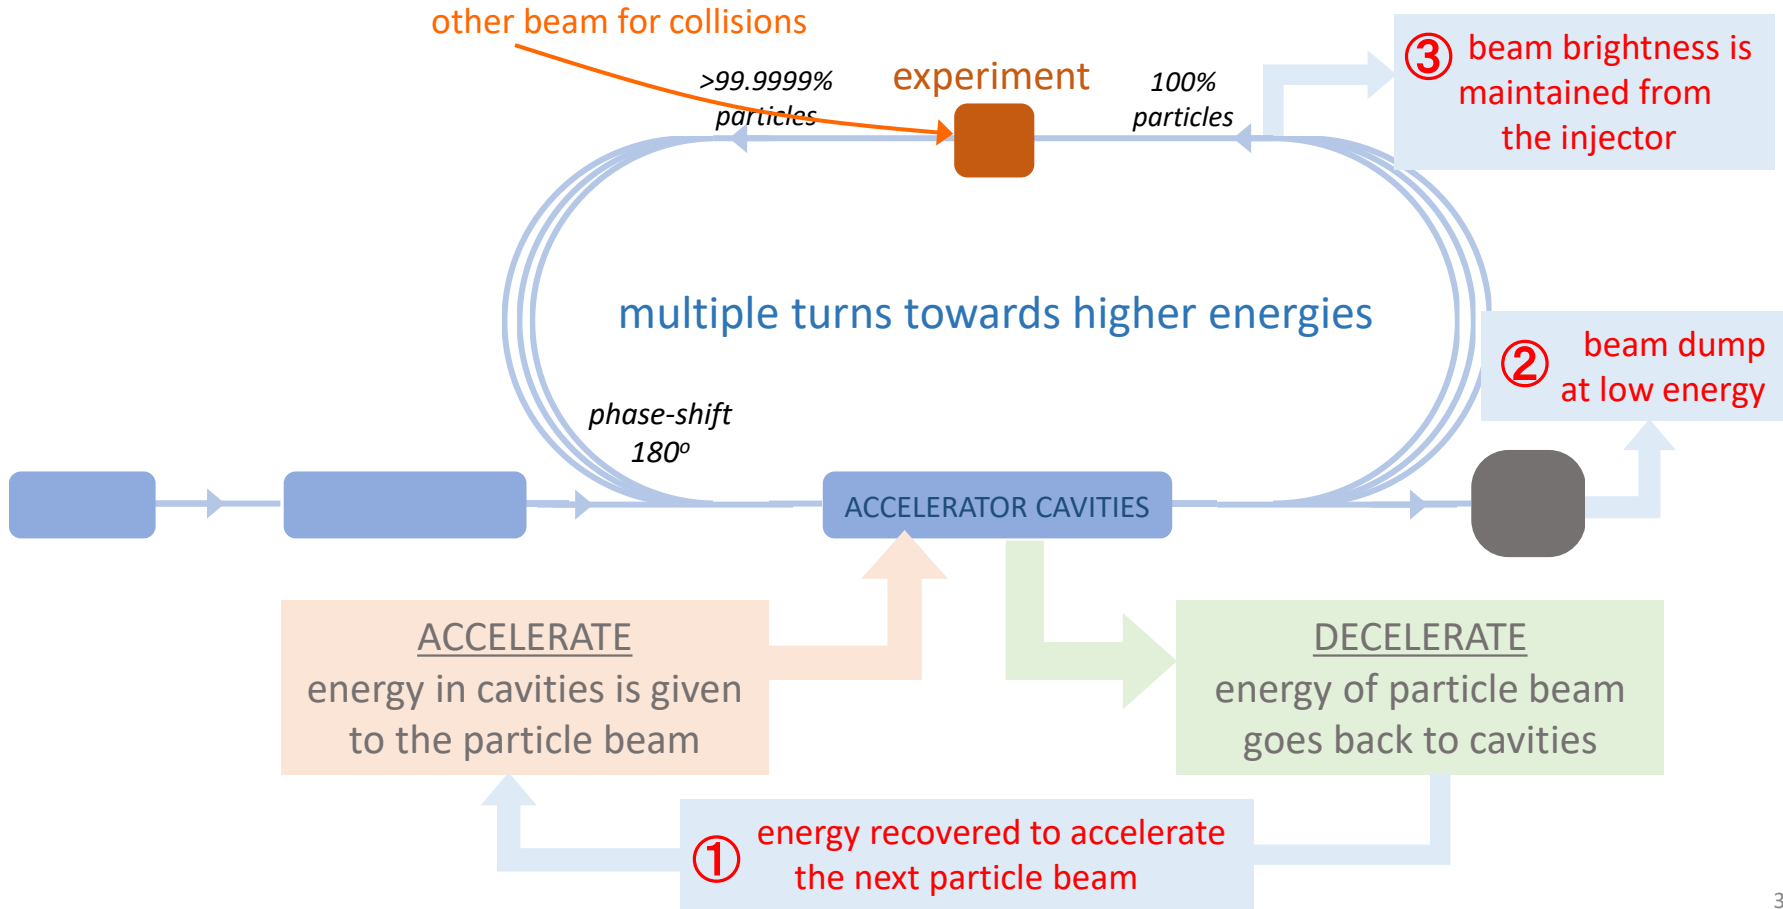 other beam for collisions
>99.9999%
particles
experiment
100%
particles
③ beam brightness is
maintained from
the injector
multiple turns towards higher energies
② beam dump
at low energy
phase-shift
180º
ACCELERATOR CAVITIES
ACCELERATE
energy in cavities is given
to the particle beam
DECELERATE
energy of particle beam
goes back to cavities
① energy recovered to accelerate
the next particle beam
3